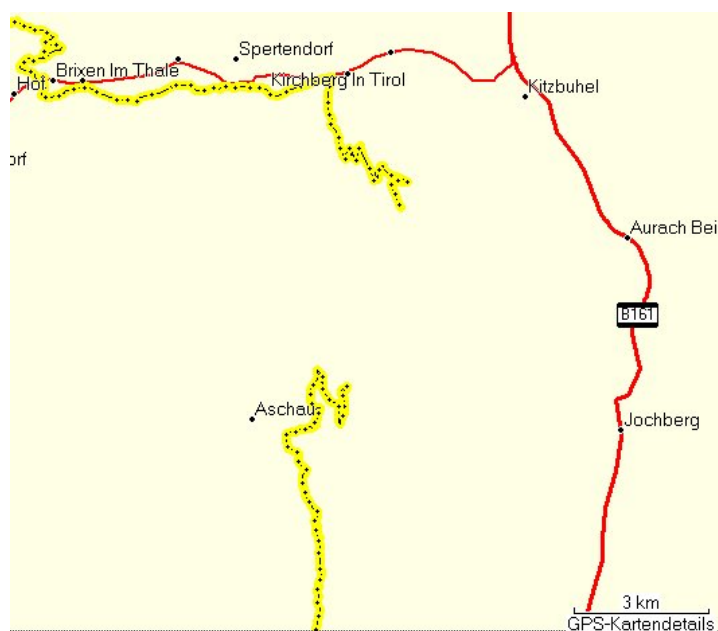 Spertendorf
Brixen Im Thale
Hof
Kirchberg In Tirol
Kitzbuhel
orf
Aurach Bei
B161
Aschau
Jochberg
3 km
GPS-Kartendetails